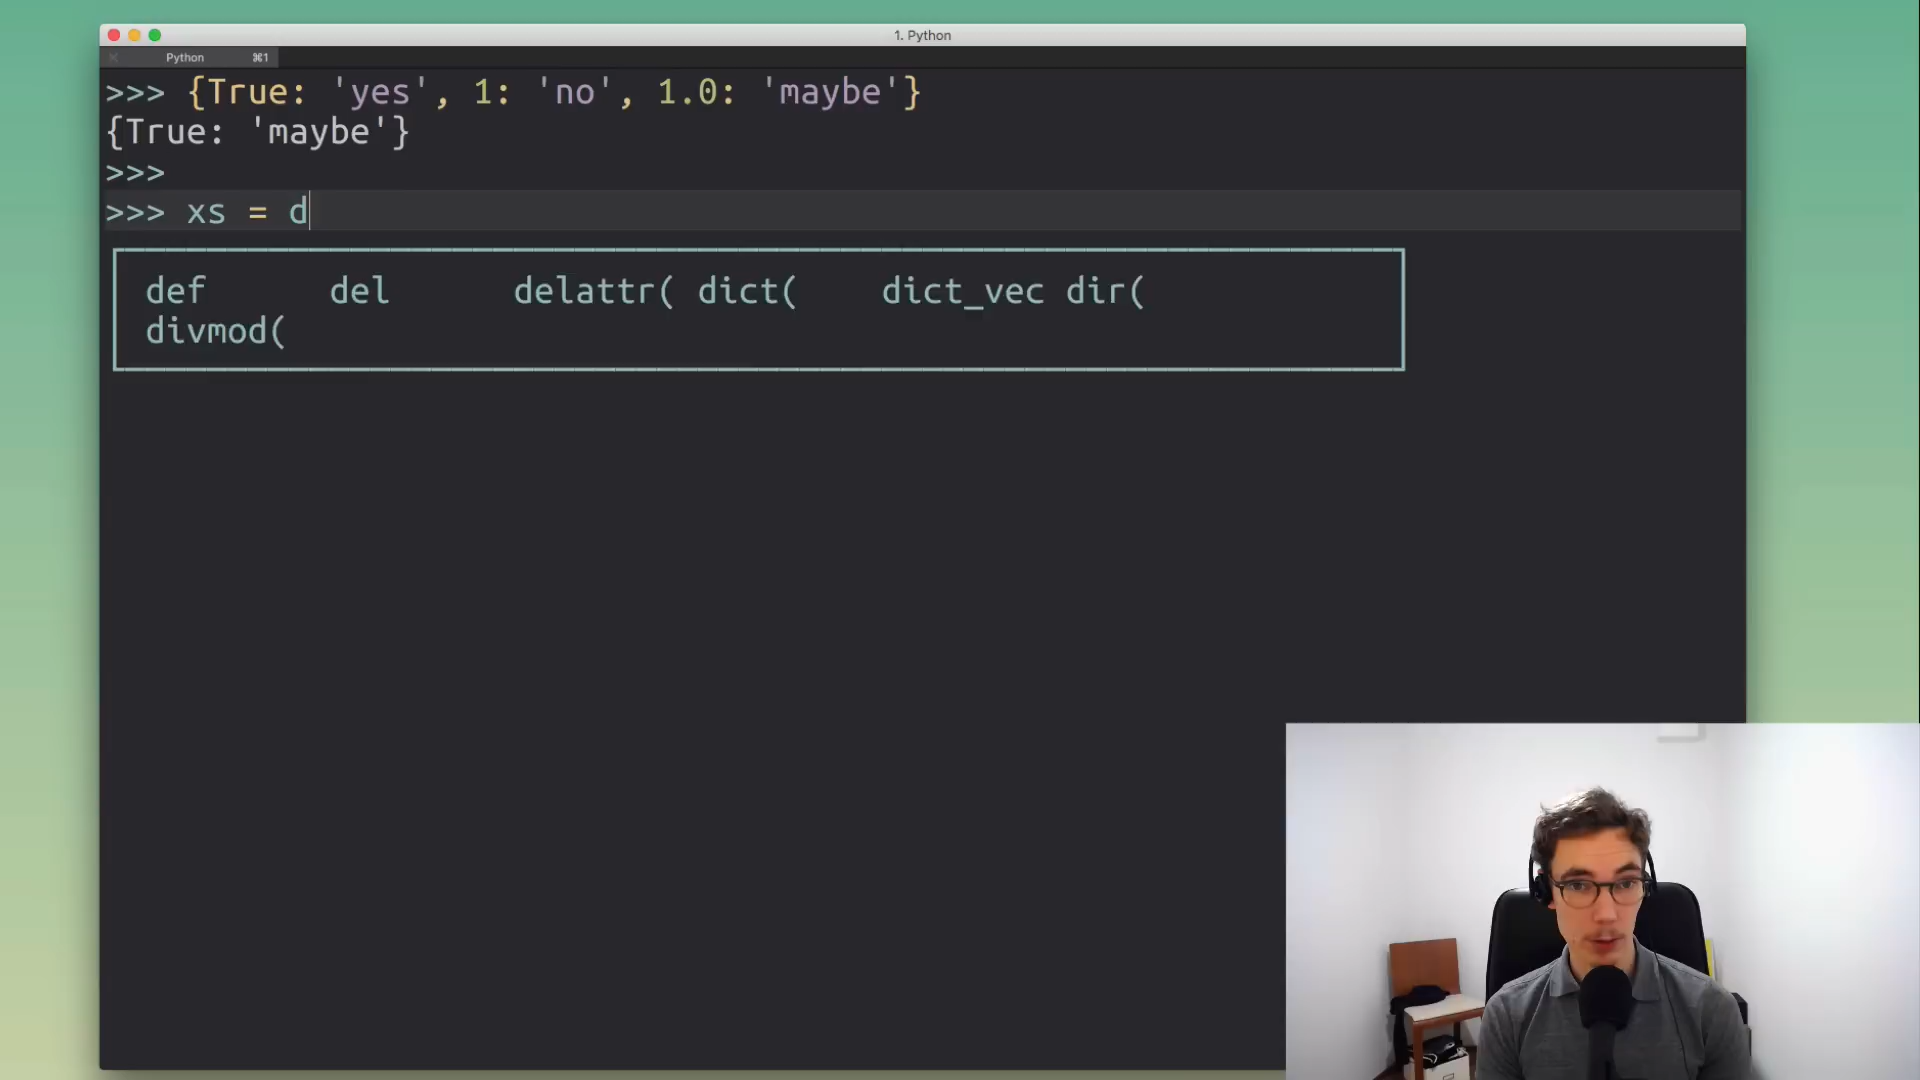 1. Python
Python ⌘1
>>> {True: 'yes', 1: 'no', 1.0: 'maybe'}
{True: 'maybe'}
>>>
>>> xs = d
def del delattr( dict( dict_vec dir(
divmod(